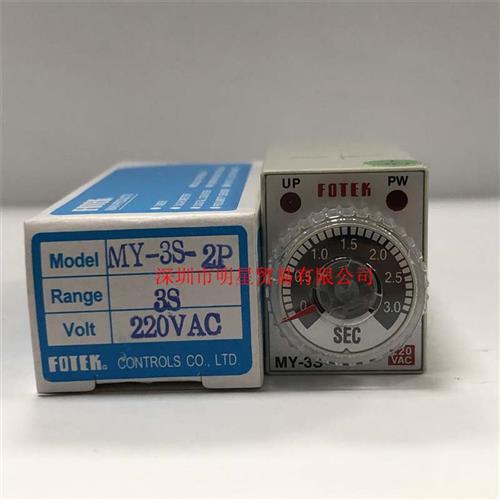 FOTEK
Model MY-3S-2P
Range 3S
Volt 220VAC
FOTEK® CONTROLS CO., LTD.
UP FOTEK PW
0 0.5 1.0 1.5 2.0 2.5 3.0
SEC
MY-3S
220 VAC
深圳市明星贸易有限公司